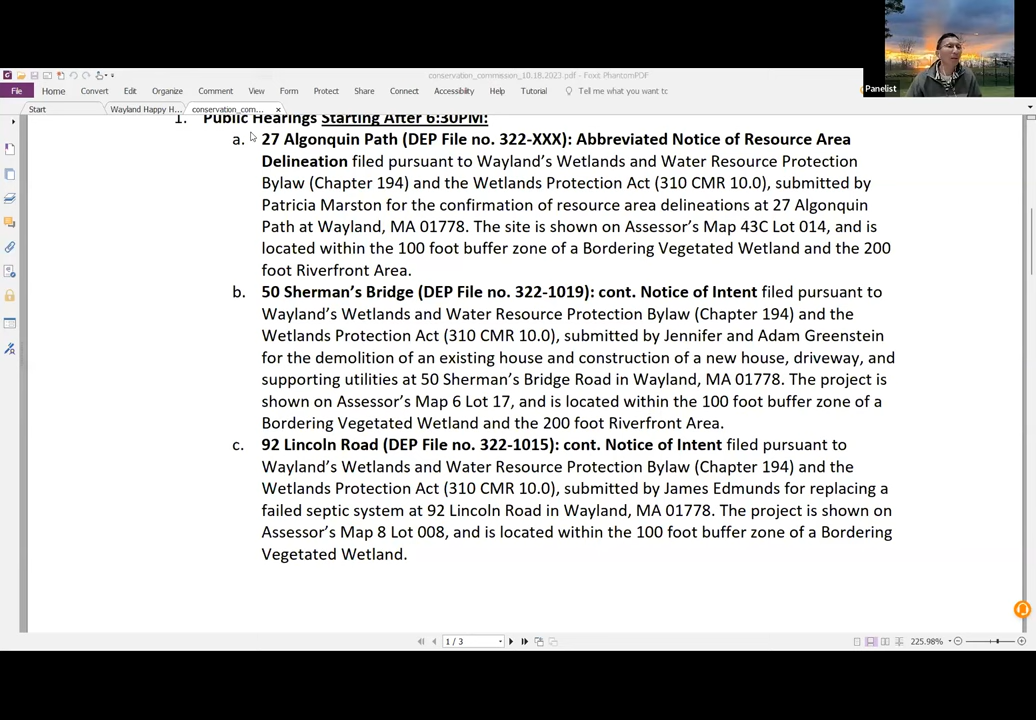 Panelist
conservation_commission_10.18.2023.pdf - Foxit PhantomPDF
File Home Convert Edit Organize Comment View Form Protect Share Connect Accessibility Help Tutorial Tell me what you want tc
Start Wayland Happy H... conservation_com... ×
1. Public Hearings Starting After 6:30PM:
a. 27 Algonquin Path (DEP File no. 322-XXX): Abbreviated Notice of Resource Area
Delineation filed pursuant to Wayland’s Wetlands and Water Resource Protection
Bylaw (Chapter 194) and the Wetlands Protection Act (310 CMR 10.0), submitted by
Patricia Marston for the confirmation of resource area delineations at 27 Algonquin
Path at Wayland, MA 01778. The site is shown on Assessor’s Map 43C Lot 014, and is
located within the 100 foot buffer zone of a Bordering Vegetated Wetland and the 200
foot Riverfront Area.
b. 50 Sherman’s Bridge (DEP File no. 322-1019): cont. Notice of Intent filed pursuant to
Wayland’s Wetlands and Water Resource Protection Bylaw (Chapter 194) and the
Wetlands Protection Act (310 CMR 10.0), submitted by Jennifer and Adam Greenstein
for the demolition of an existing house and construction of a new house, driveway, and
supporting utilities at 50 Sherman’s Bridge Road in Wayland, MA 01778. The project is
shown on Assessor’s Map 6 Lot 17, and is located within the 100 foot buffer zone of a
Bordering Vegetated Wetland and the 200 foot Riverfront Area.
c. 92 Lincoln Road (DEP File no. 322-1015): cont. Notice of Intent filed pursuant to
Wayland’s Wetlands and Water Resource Protection Bylaw (Chapter 194) and the
Wetlands Protection Act (310 CMR 10.0), submitted by James Edmunds for replacing a
failed septic system at 92 Lincoln Road in Wayland, MA 01778. The project is shown on
Assessor’s Map 8 Lot 008, and is located within the 100 foot buffer zone of a Bordering
Vegetated Wetland.
1 / 3 225.98%